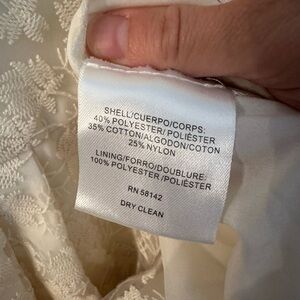 SHELL/CUERPO/CORPS:
40% POLYESTER/ POLIÉSTER
35% COTTON/ALGODON/COTON
25% NYLON
LINING/FORRO/DOUBLURE:
100% POLYESTER /POLIÉSTER
RN 58142
DRY CLEAN